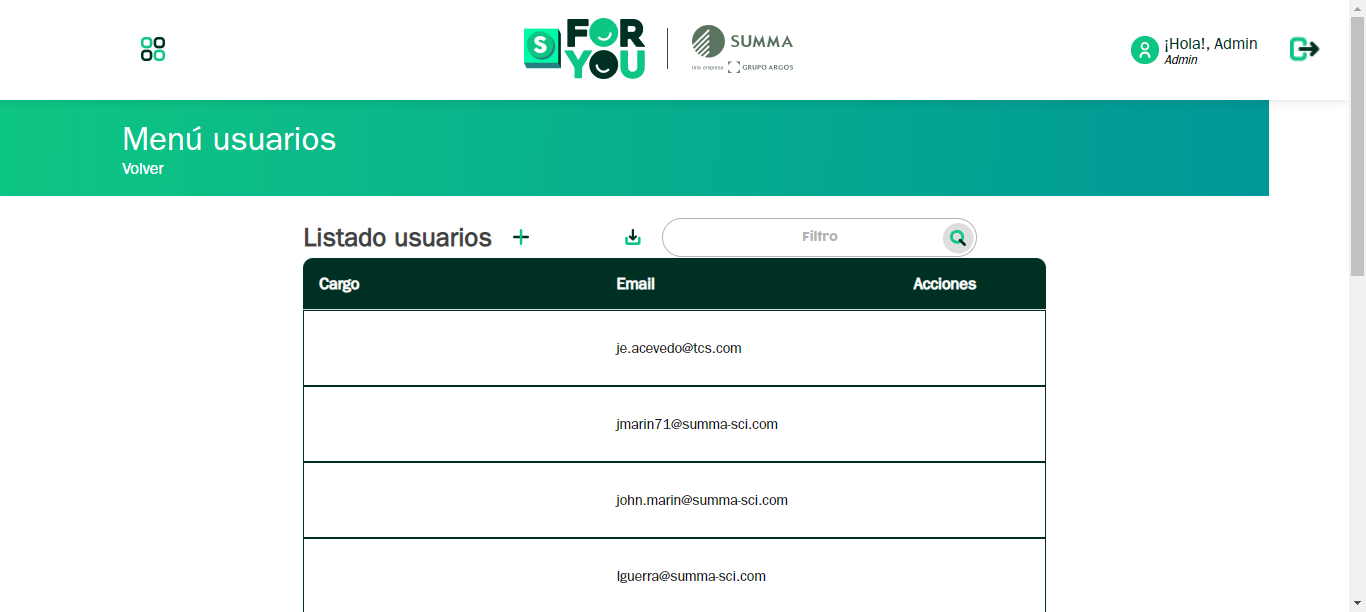 S FOR YOU
SUMMA
Una empresa GRUPO ARGOS
¡Hola!, Admin
Admin
Menú usuarios
Volver
Listado usuarios
Filtro
Cargo Email Acciones
je.acevedo@tcs.com
jmarin71@summa-sci.com
john.marin@summa-sci.com
lguerra@summa-sci.com